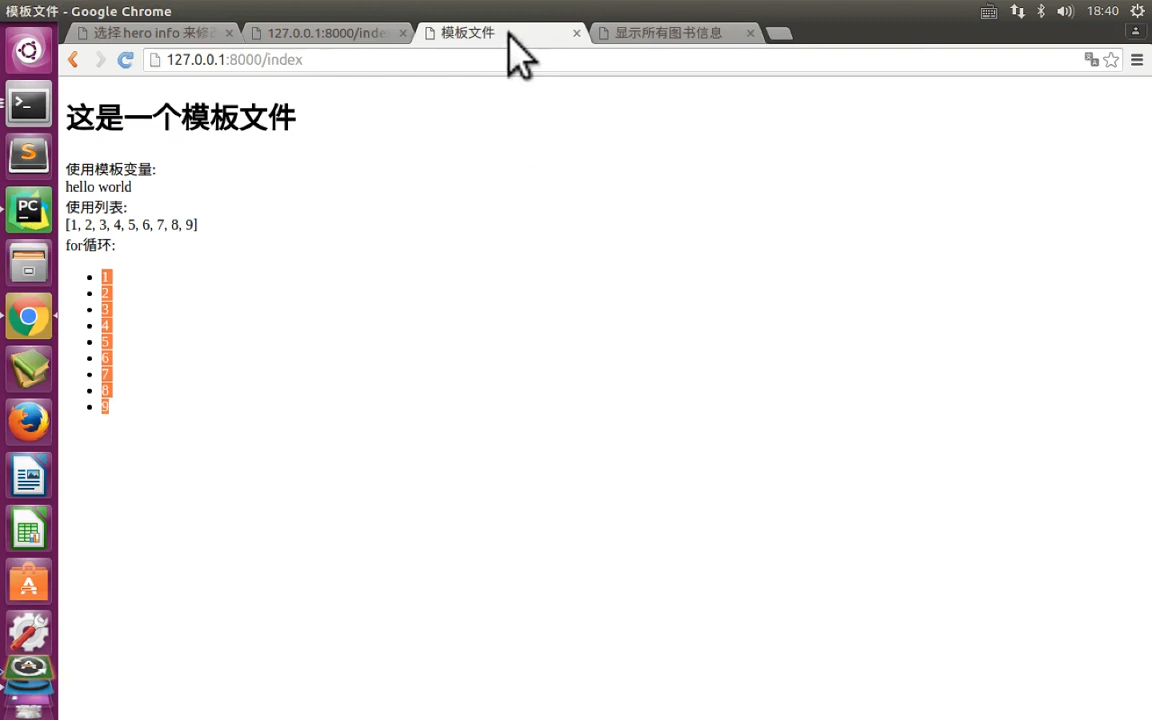 模板文件 - Google Chrome
18:40
选择 hero info 来修
127.0.0.1:8000/inde
模板文件
显示所有图书信息
127.0.0.1:8000/index
这是一个模板文件
使用模板变量:
hello world
使用列表:
[1, 2, 3, 4, 5, 6, 7, 8, 9]
for循环:
1
2
3
4
5
6
7
8
9